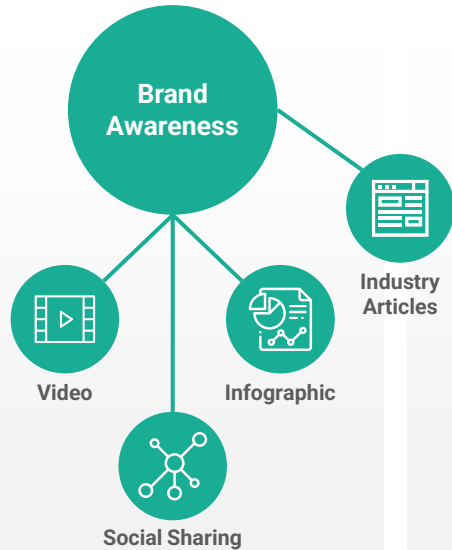 Brand
Awareness
Industry
Articles
Video
Infographic
Social Sharing